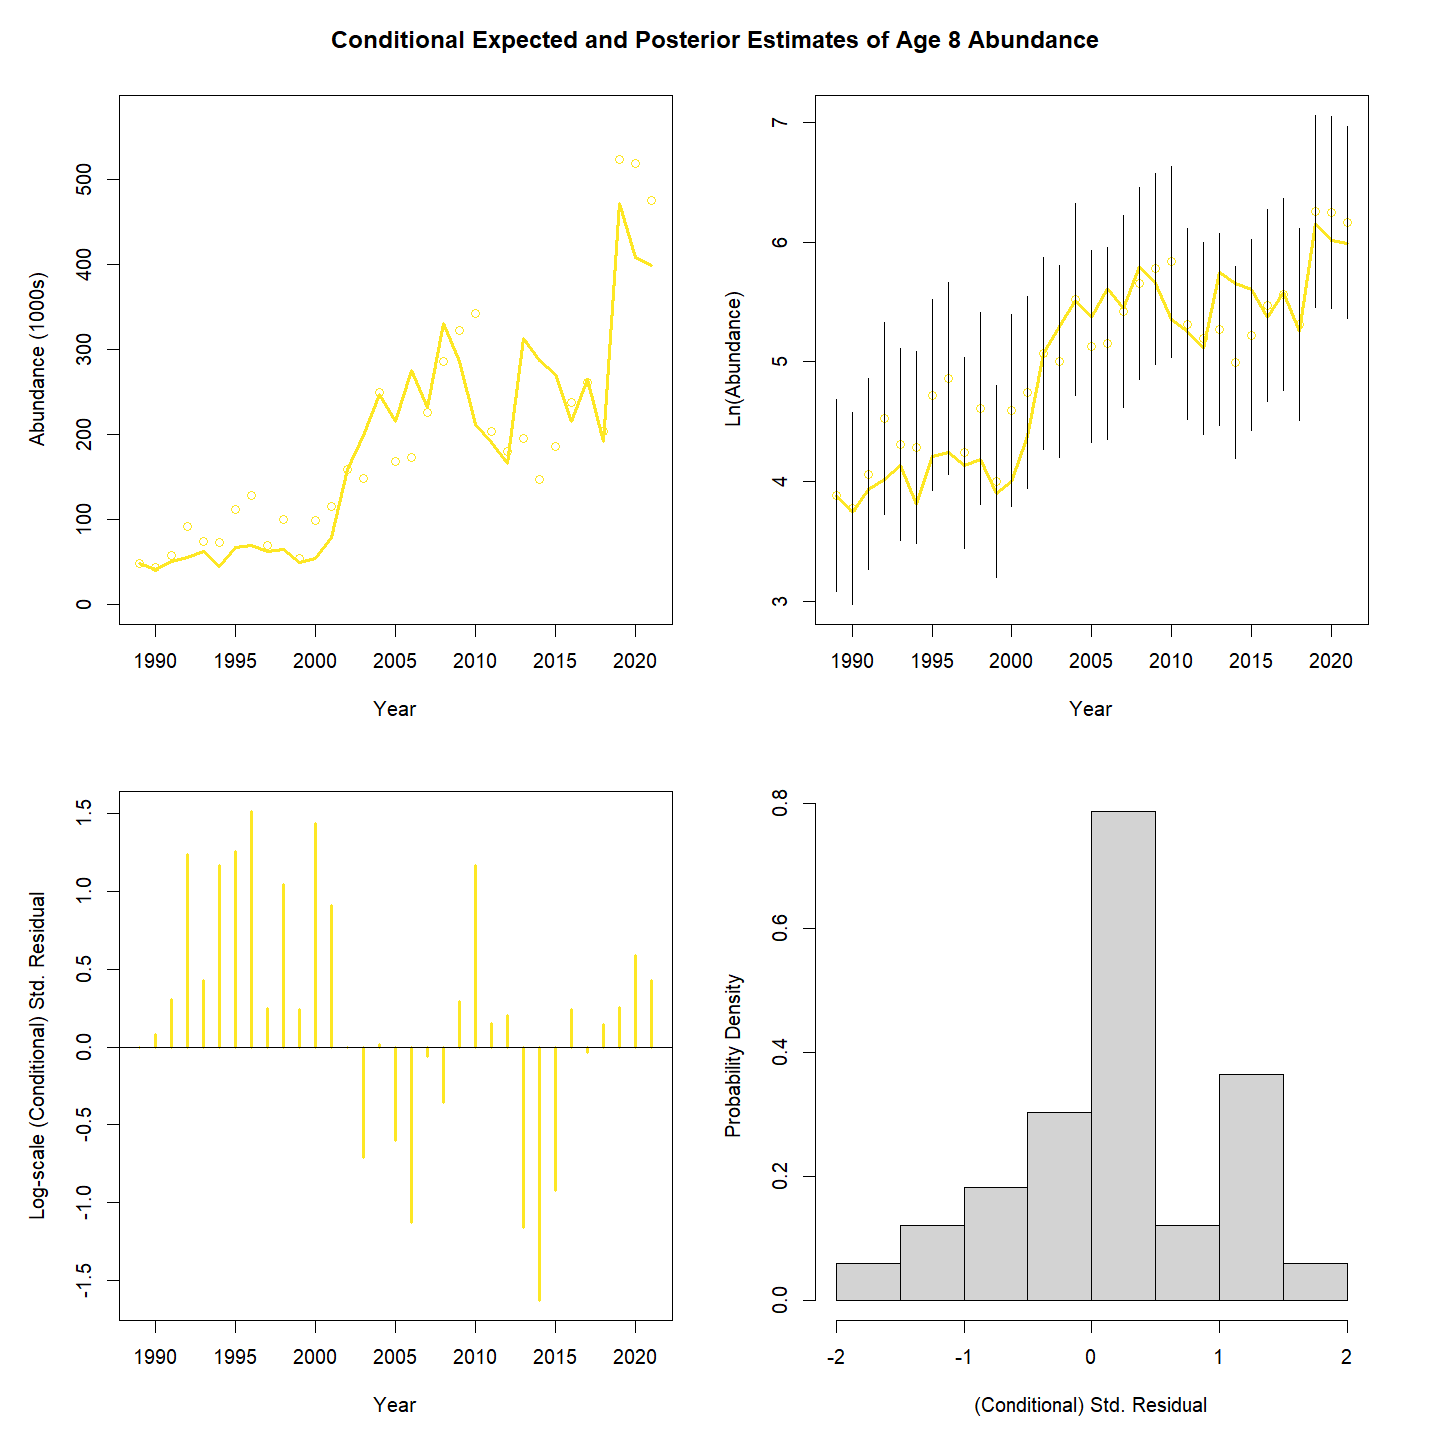 Conditional Expected and Posterior Estimates of Age 8 Abundance
Abundance (1000s)
500
400
300
200
100
0
1990 1995 2000 2005 2010 2015 2020
Year
Ln(Abundance)
7
6
5
4
3
1990 1995 2000 2005 2010 2015 2020
Year
Log-scale (Conditional) Std. Residual
1.5
1.0
0.5
0.0
-0.5
-1.0
-1.5
1990 1995 2000 2005 2010 2015 2020
Year
Probability Density
0.8
0.6
0.4
0.2
0.0
-2 -1 0 1 2
(Conditional) Std. Residual